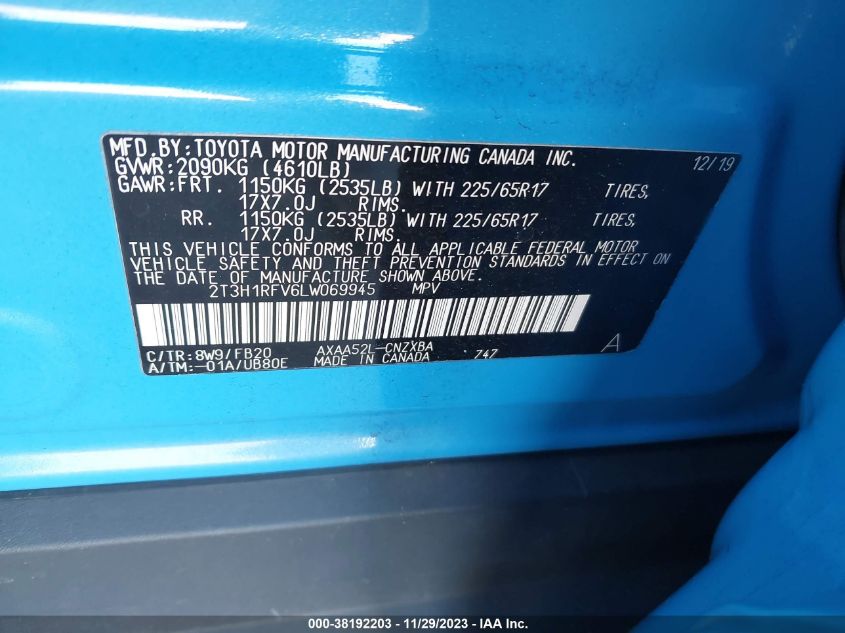 MFD. BY: TOYOTA MOTOR MANUFACTURING CANADA INC. 12/19
GVWR: 2090KG (4610LB)
GAWR: FRT. 1150KG (2535LB) WITH 225/65R17 TIRES,
17X7.0J RIMS.
RR. 1150KG (2535LB) WITH 225/65R17 TIRES,
17X7.0J RIMS.
THIS VEHICLE CONFORMS TO ALL APPLICABLE FEDERAL MOTOR
VEHICLE SAFETY AND THEFT PREVENTION STANDARDS IN EFFECT ON
THE DATE OF MANUFACTURE SHOWN ABOVE.
2T3H1RFV6LW069945 MPV
C/TR: 8W9/FB20 AXAA52L-CNZXBA 747 A
A/TM: -01A/UB80E MADE IN CANADA
000-38192203 - 11/29/2023 - IAA Inc.